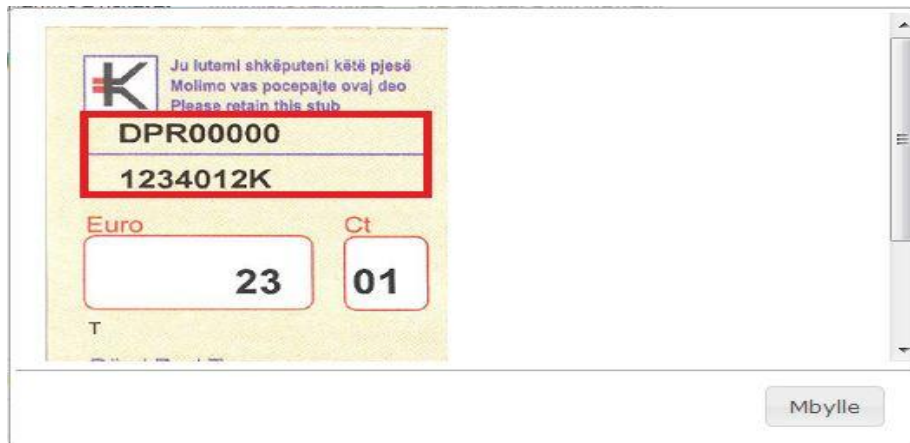 Ju lutemi shkëputeni këtë pjesë
Molimo vas pocepajte ovaj deo
Please retain this stub
DPR00000
1234012K
Euro
Ct
23
01
T
Mbylle